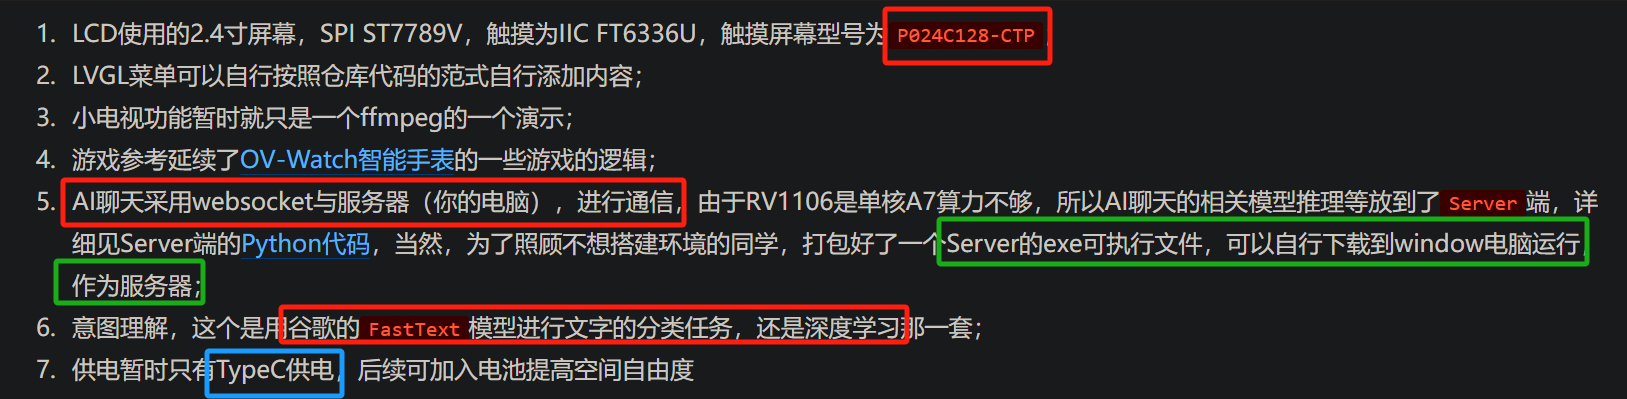 1. LCD使用的2.4寸屏幕，SPI ST7789V，触摸为IIC FT6336U，触摸屏幕型号为 P024C128-CTP
2. LVGL菜单可以自行按照仓库代码的范式自行添加内容；
3. 小电视功能暂时就只是一个ffmpeg的一个演示；
4. 游戏参考延续了OV-Watch智能手表的一些游戏的逻辑；
5. AI聊天采用websocket与服务器（你的电脑），进行通信，由于RV1106是单核A7算力不够，所以AI聊天的相关模型推理等放到了 Server 端，详
细见Server端的Python代码，当然，为了照顾不想搭建环境的同学，打包好了一个Server的exe可执行文件，可以自行下载到window电脑运行，
作为服务器；
6. 意图理解，这个是用谷歌的 FastText 模型进行文字的分类任务，还是深度学习那一套；
7. 供电暂时只有TypeC供电，后续可加入电池提高空间自由度